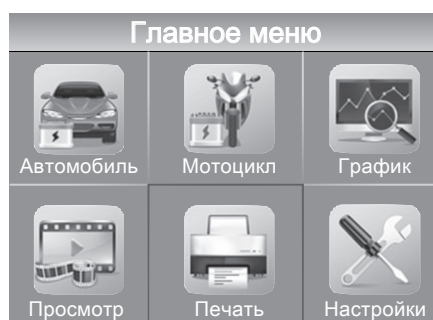 Главное меню
Автомобиль Мотоцикл График
Просмотр Печать Настройки